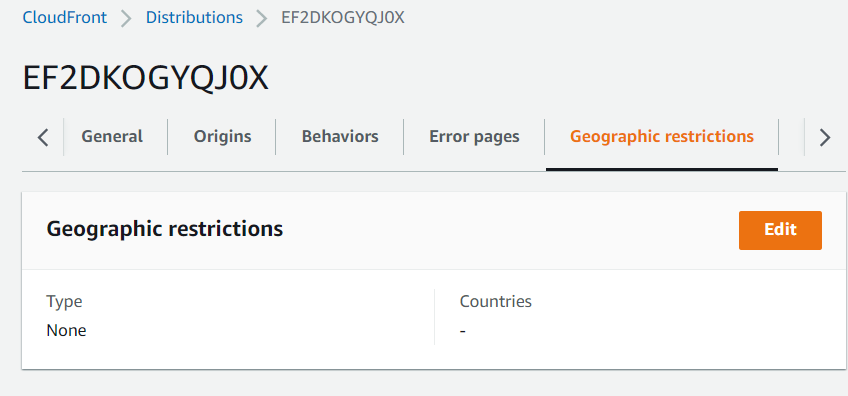 CloudFront > Distributions > EF2DKOGYQJ0X
EF2DKOGYQJ0X
General Origins Behaviors Error pages Geographic restrictions
Geographic restrictions Edit
Type Countries
None -